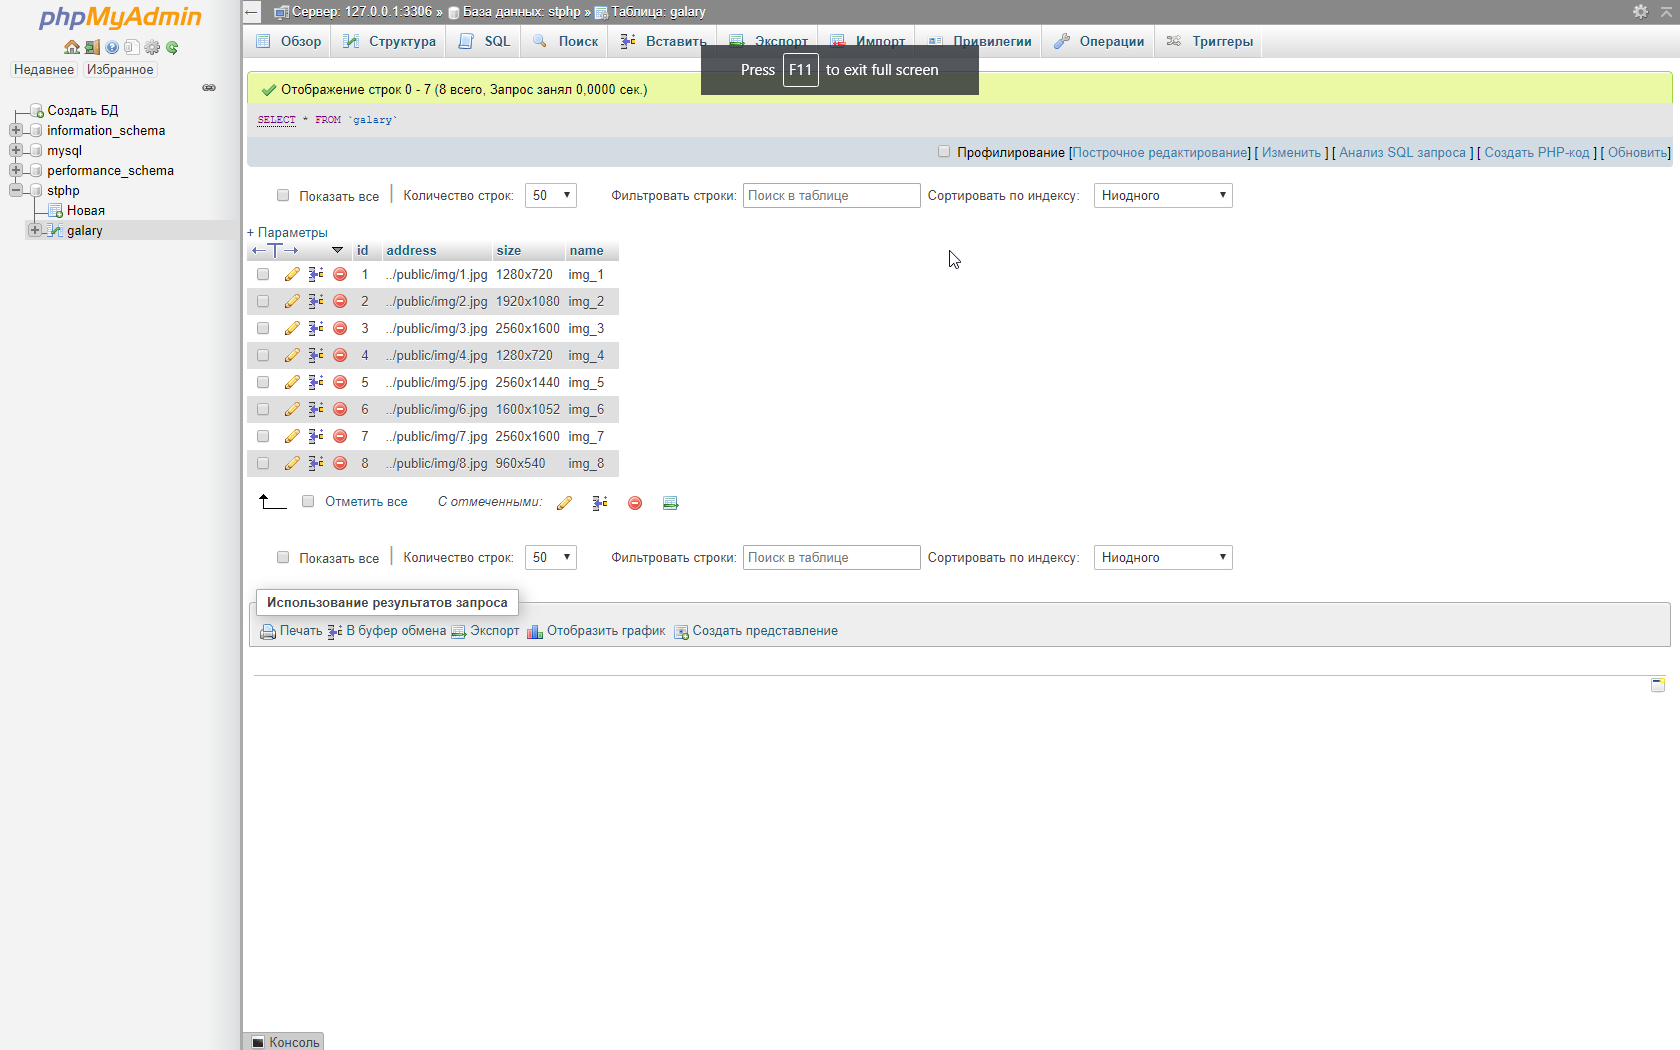 phpMyAdmin
Недавнее Избранное
Создать БД
information_schema
mysql
performance_schema
stphp
Новая
galary
Сервер: 127.0.0.1:3306 » База данных: stphp » Таблица: galary
Обзор Структура SQL Поиск Вставить Экспорт Импорт Привилегии Операции Триггеры
Press F11 to exit full screen
Отображение строк 0 - 7 (8 всего, Запрос занял 0,0000 сек.)
SELECT * FROM `galary`
Профилирование [Построчное редактирование] [ Изменить ] [ Анализ SQL запроса ] [ Создать PHP-код ] [ Обновить]
Показать все | Количество строк: 50 Фильтровать строки: Поиск в таблице Сортировать по индексу: Ниодного
+ Параметры
←T→ id address size name
1 ../public/img/1.jpg 1280x720 img_1
2 ../public/img/2.jpg 1920x1080 img_2
3 ../public/img/3.jpg 2560x1600 img_3
4 ../public/img/4.jpg 1280x720 img_4
5 ../public/img/5.jpg 2560x1440 img_5
6 ../public/img/6.jpg 1600x1052 img_6
7 ../public/img/7.jpg 2560x1600 img_7
8 ../public/img/8.jpg 960x540 img_8
Отметить все С отмеченными:
Показать все | Количество строк: 50 Фильтровать строки: Поиск в таблице Сортировать по индексу: Ниодного
Использование результатов запроса
Печать В буфер обмена Экспорт Отобразить график Создать представление
Консоль